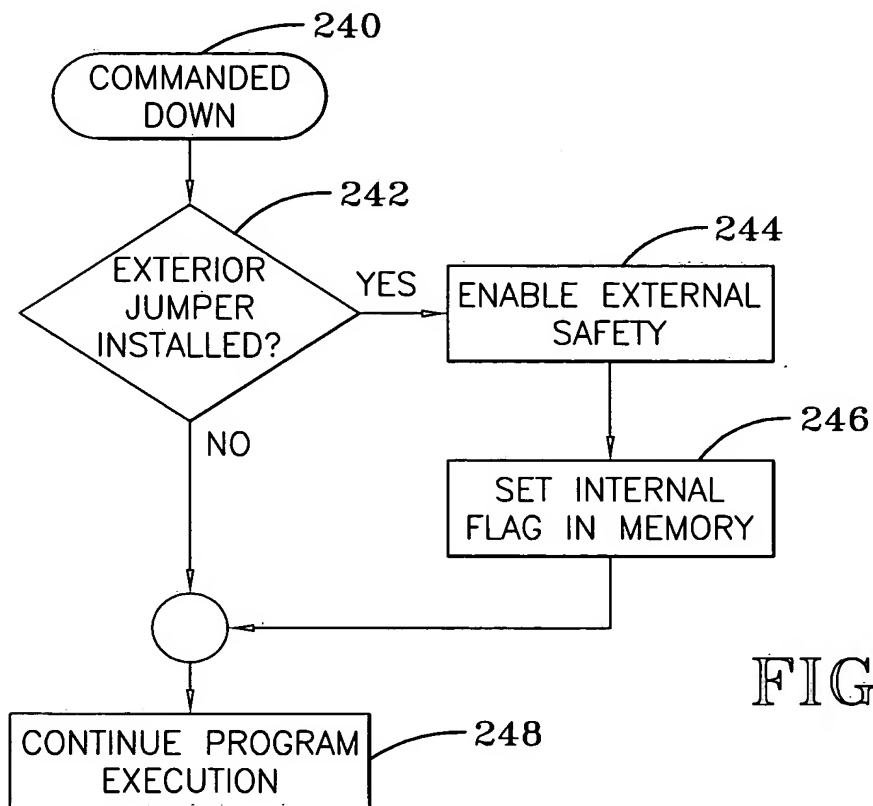 240
COMMANDED
DOWN
242
EXTERIOR
JUMPER
INSTALLED?
YES
244
ENABLE EXTERNAL
SAFETY
NO
246
SET INTERNAL
FLAG IN MEMORY
FIG
CONTINUE PROGRAM
EXECUTION
248